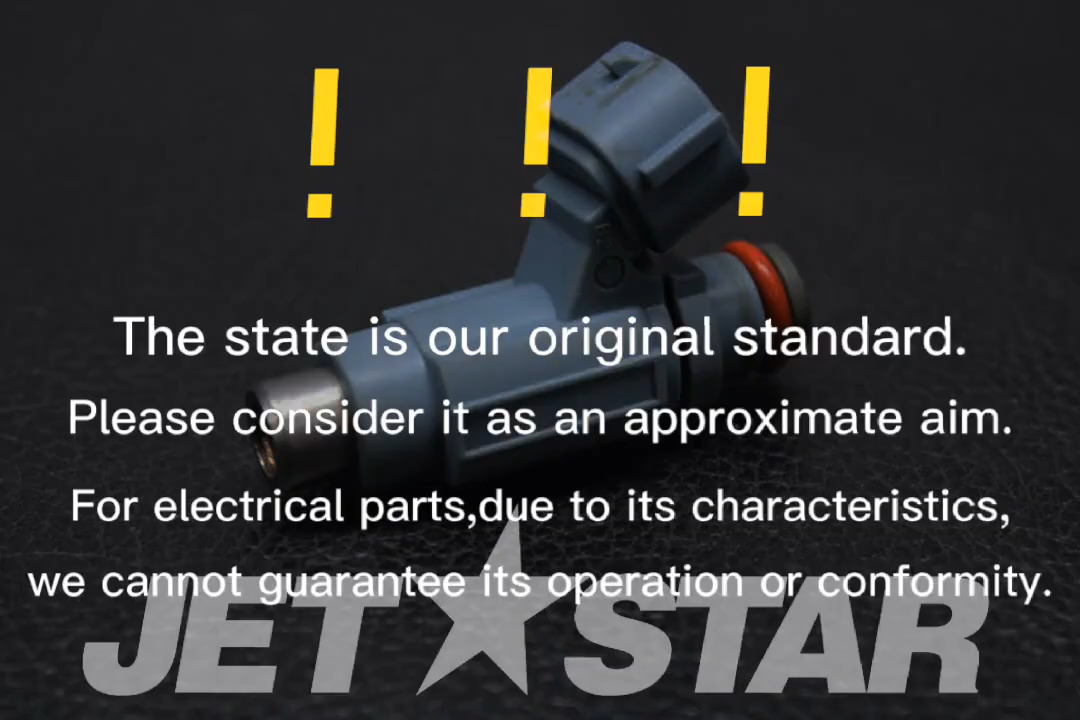 ! ! !
The state is our original standard.
Please consider it as an approximate aim.
For electrical parts,due to its characteristics,
we cannot guarantee its operation or conformity.
JET★STAR